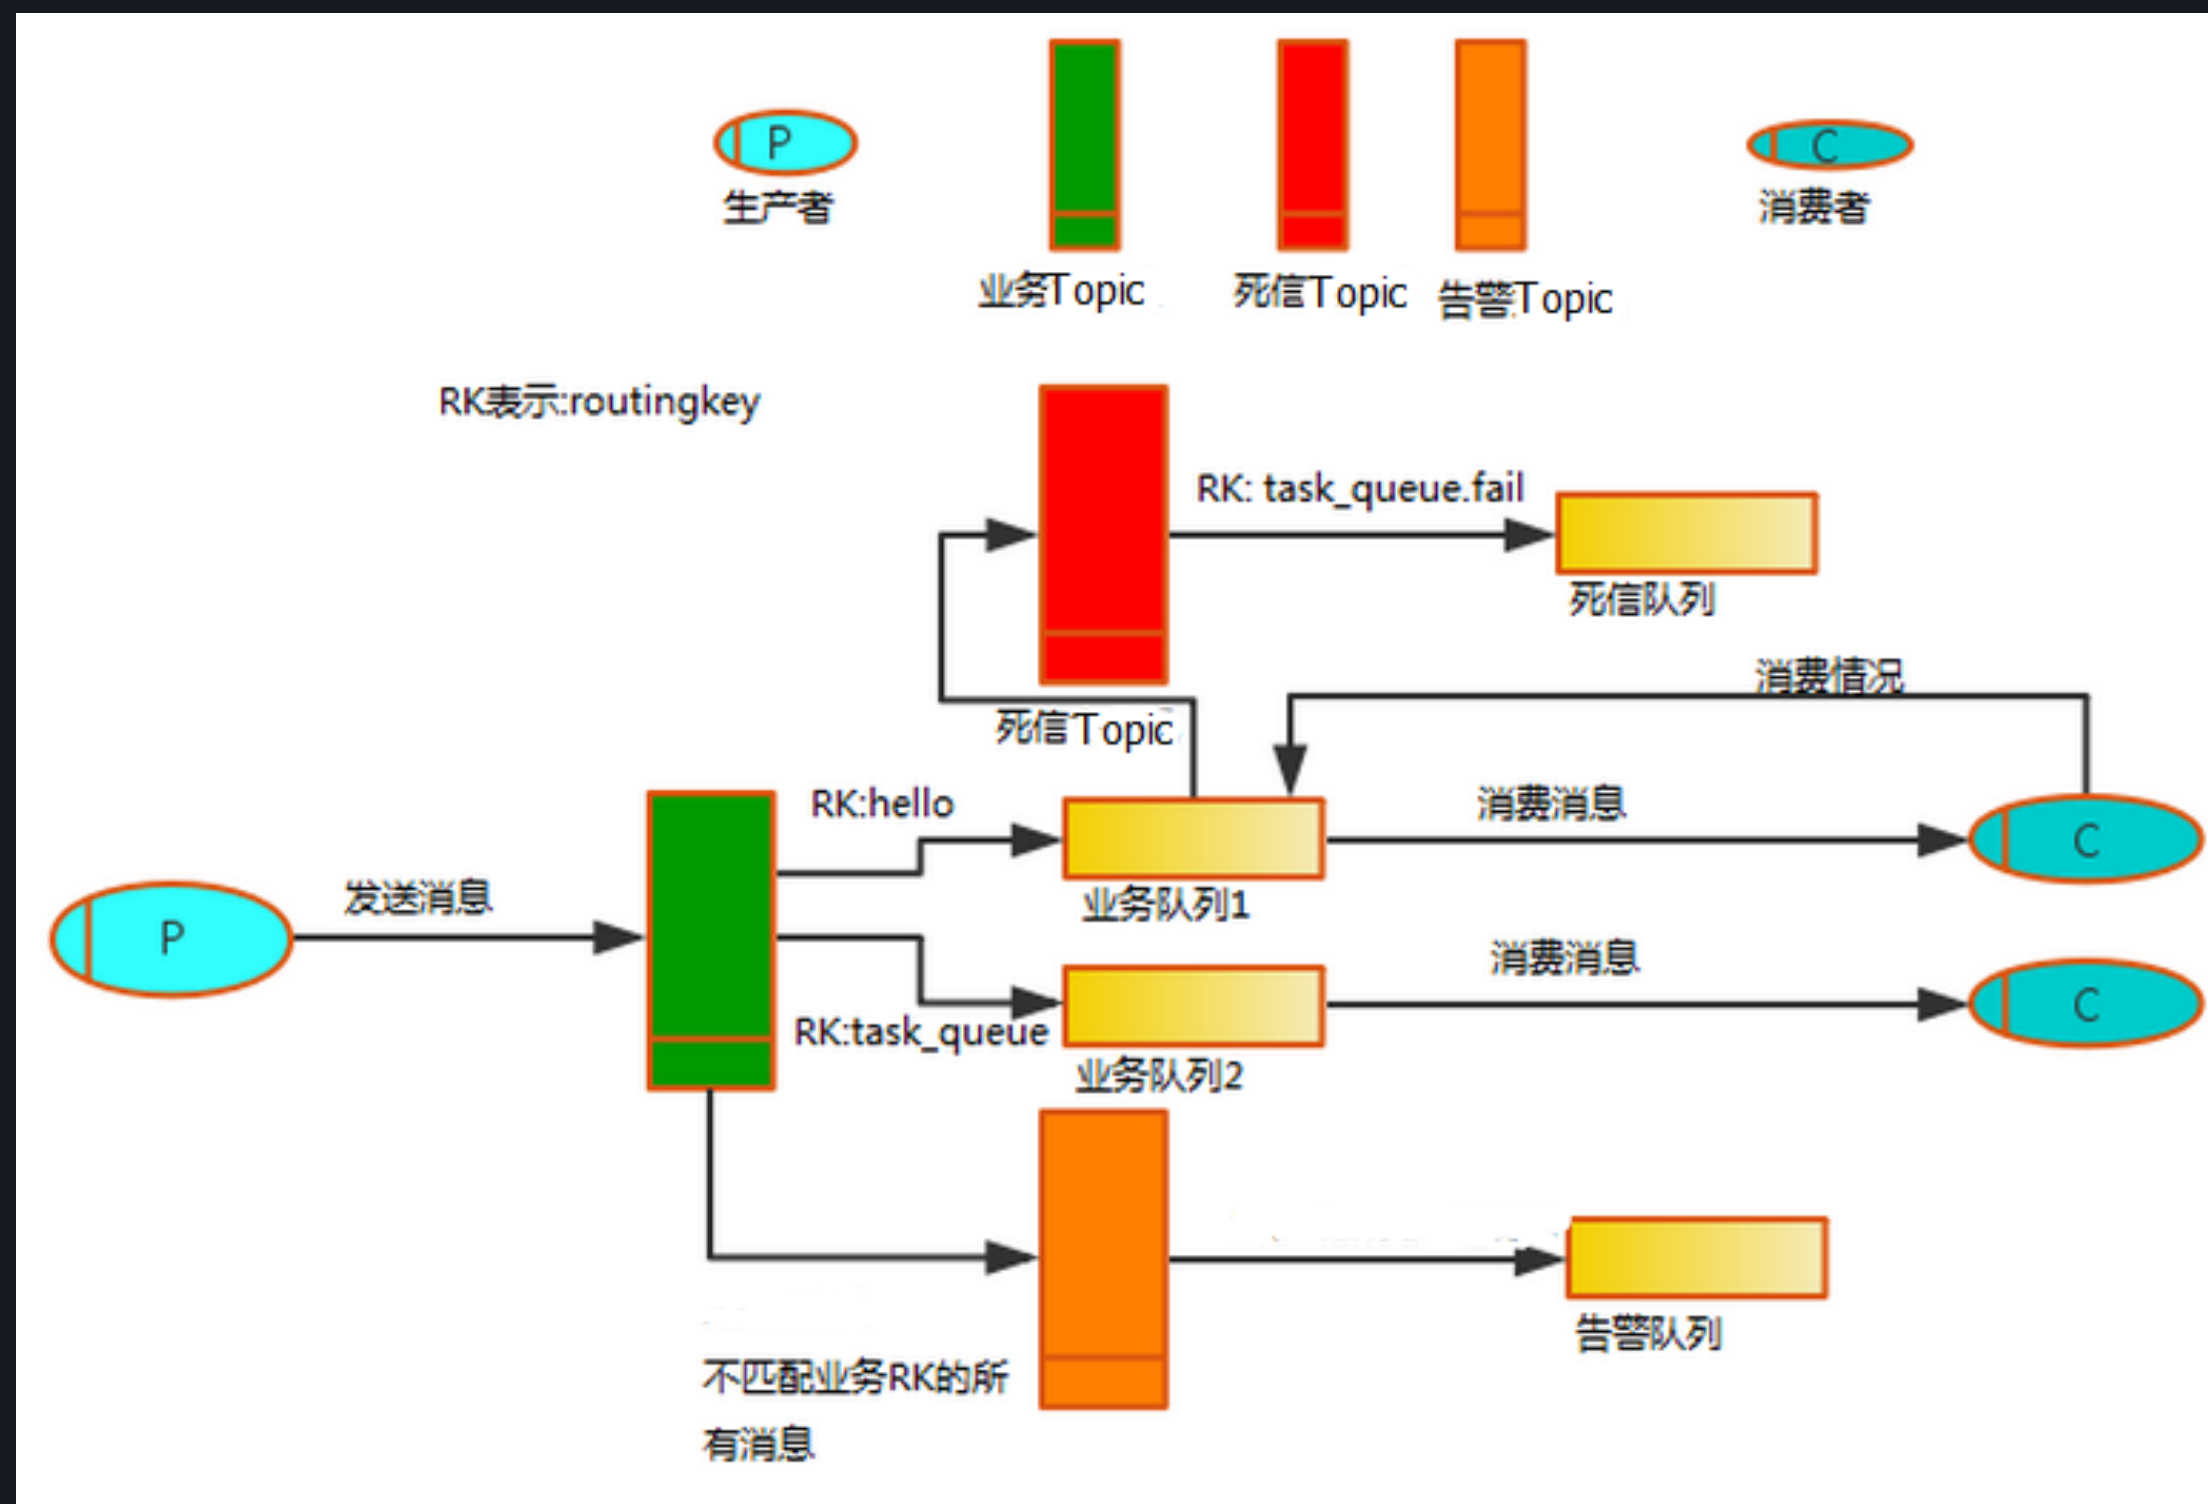 P
生产者
业务Topic
死信Topic
告警Topic
C
消费者
RK表示:routingkey
RK: task_queue.fail
死信队列
消费情况
死信Topic
RK:hello
消费消息
C
业务队列1
发送消息
P
消费消息
C
RK:task_queue
业务队列2
告警队列
不匹配业务RK的所
有消息